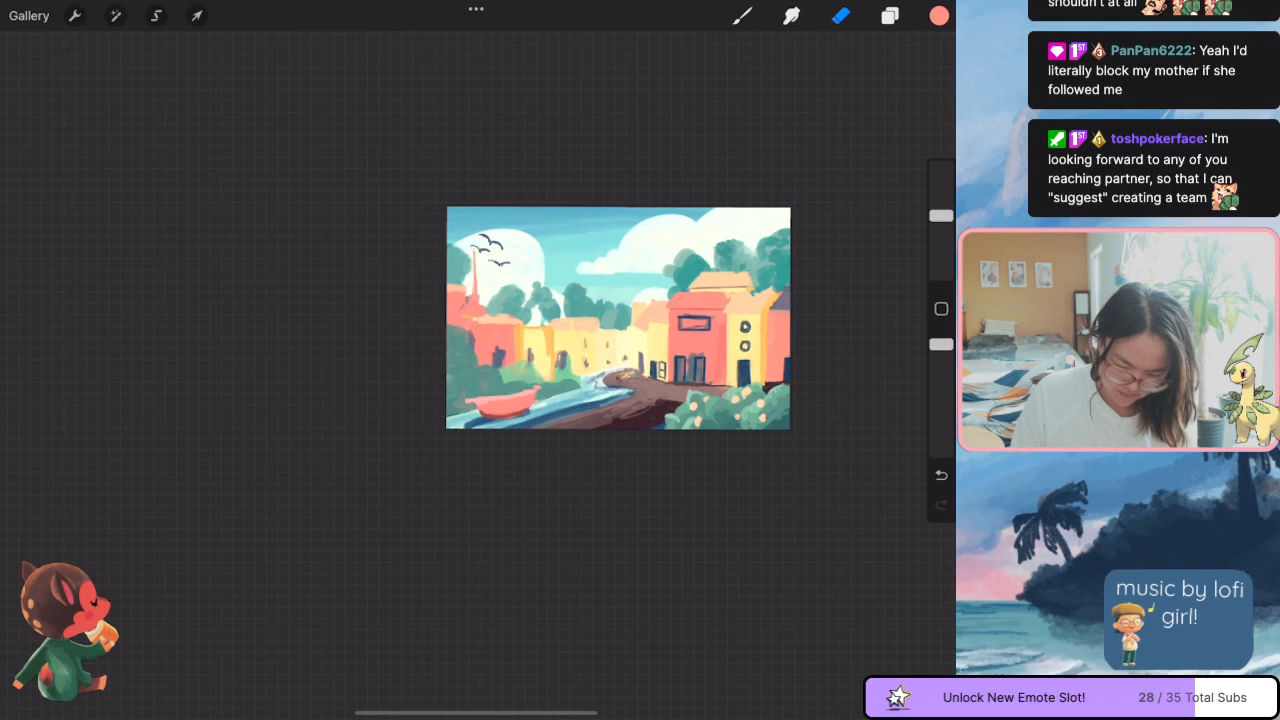 Gallery
shouldn't at all
PanPan6222: Yeah I'd
literally block my mother if she
followed me
toshpokerface: I'm
looking forward to any of you
reaching partner, so that I can
"suggest" creating a team
music by lofi
girl!
Unlock New Emote Slot! 28 / 35 Total Subs